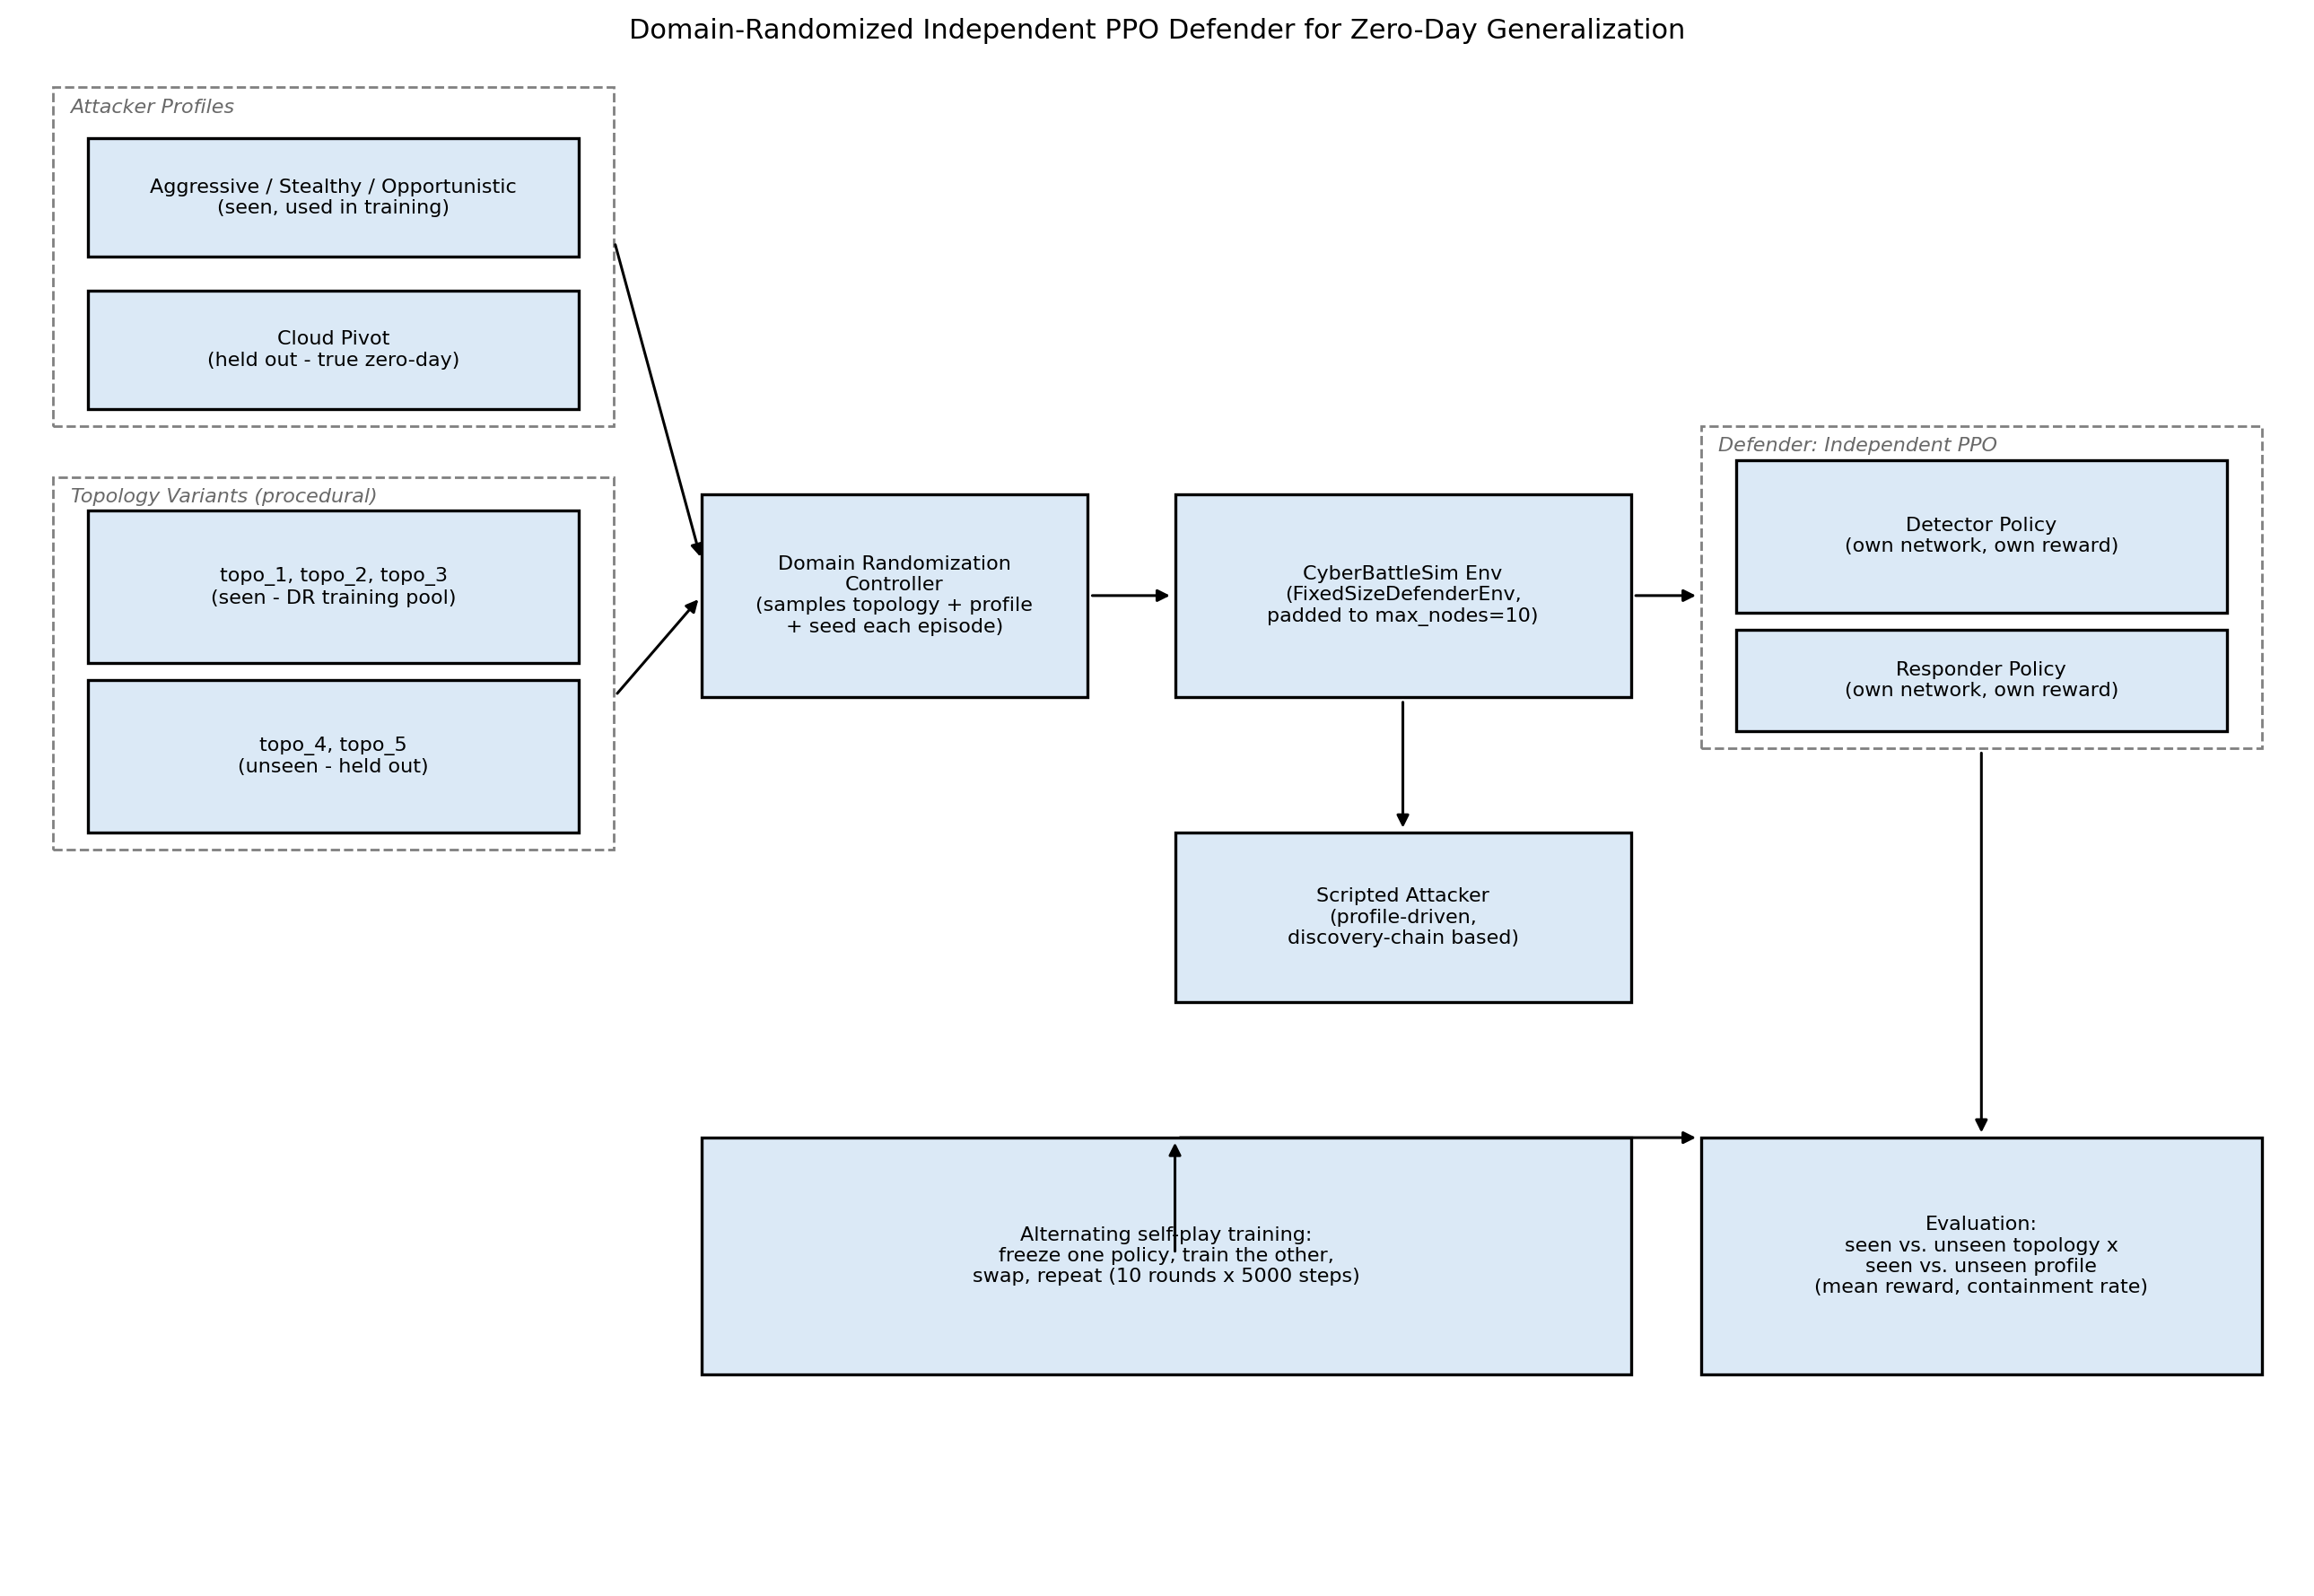 Domain-Randomized Independent PPO Defender for Zero-Day Generalization
Attacker Profiles
Aggressive / Stealthy / Opportunistic
(seen, used in training)
Cloud Pivot
(held out - true zero-day)
Topology Variants (procedural)
topo_1, topo_2, topo_3
(seen - DR training pool)
topo_4, topo_5
(unseen - held out)
Domain Randomization
Controller
(samples topology + profile
+ seed each episode)
CyberBattleSim Env
(FixedSizeDefenderEnv,
padded to max_nodes=10)
Defender: Independent PPO
Detector Policy
(own network, own reward)
Responder Policy
(own network, own reward)
Scripted Attacker
(profile-driven,
discovery-chain based)
Alternating self-play training:
freeze one policy, train the other,
swap, repeat (10 rounds x 5000 steps)
Evaluation:
seen vs. unseen topology x
seen vs. unseen profile
(mean reward, containment rate)